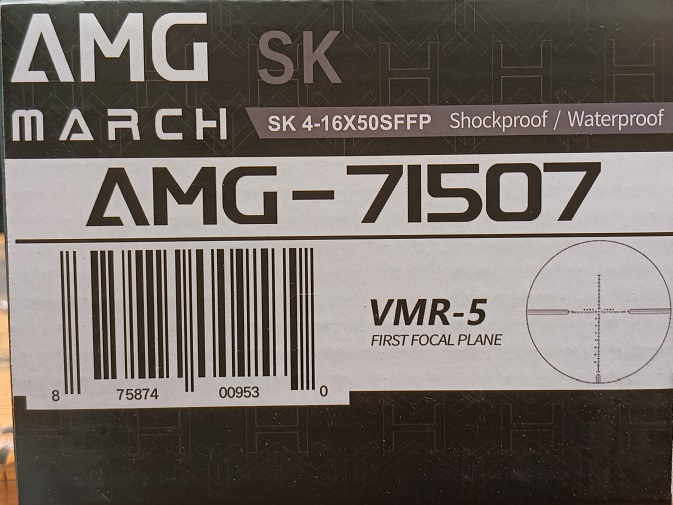 AMG SK
MARCH
SK 4-16X50SFFP Shockproof / Waterproof
AMG-71507
VMR-5
FIRST FOCAL PLANE
8 75874 00953 0